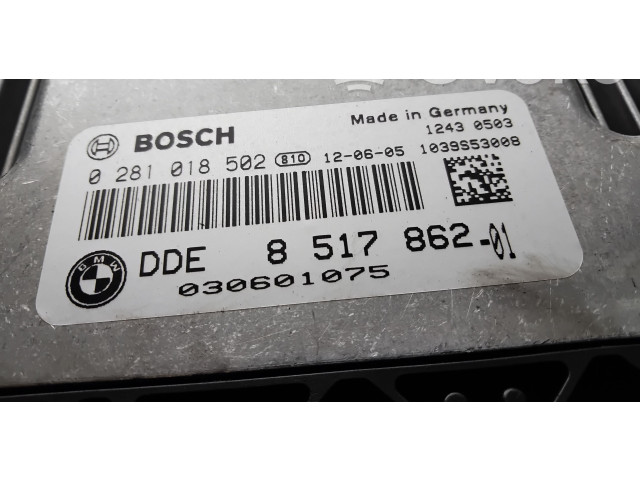 BOSCH
Made in Germany
1243 0503
0 281 018 502 810 12-06-05 1039S53008
BMW
DDE 8 517 862-01
030601075